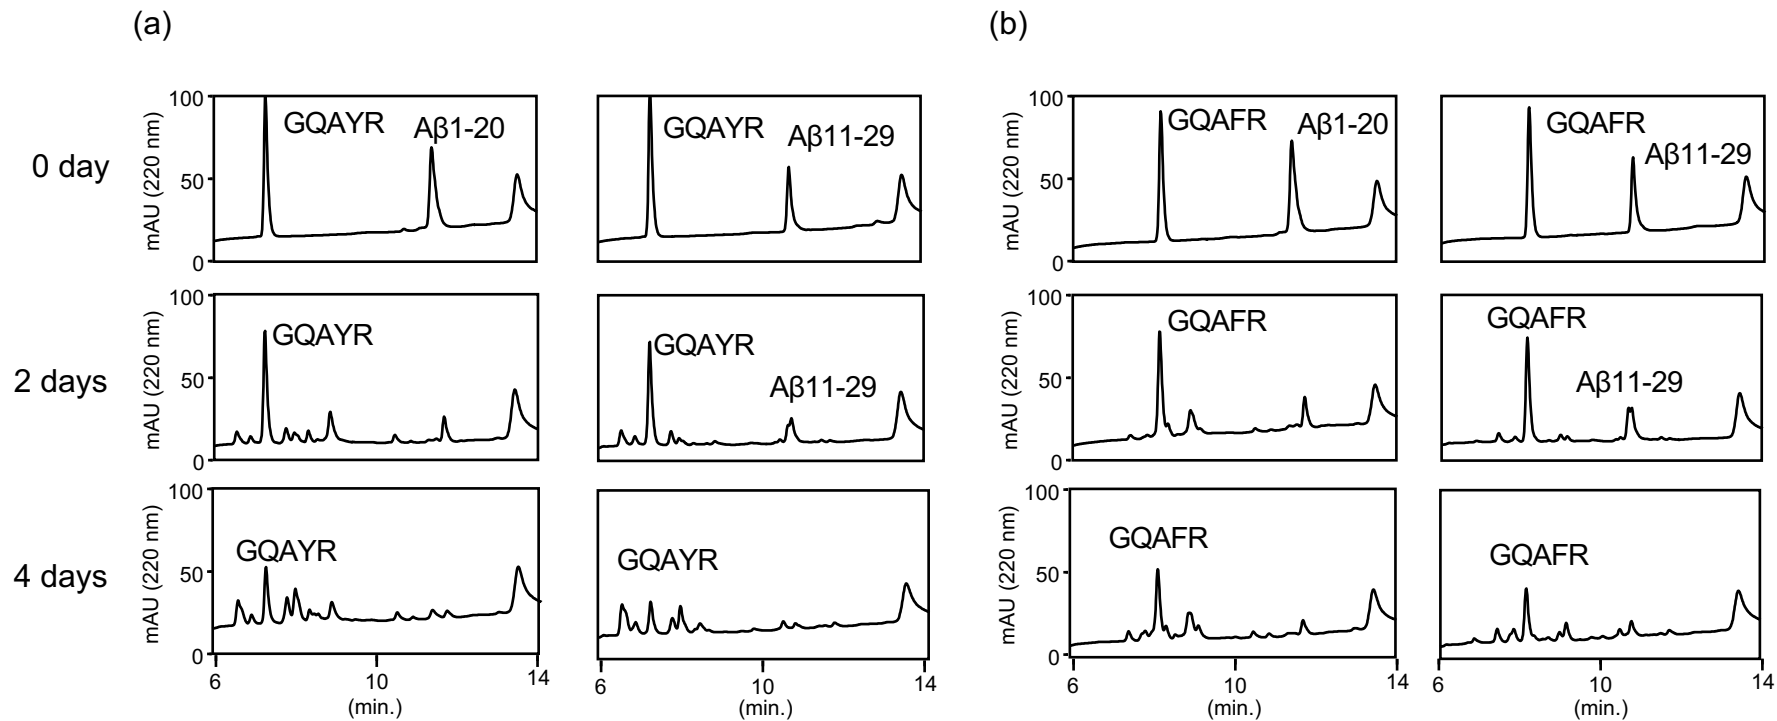 (a)
(b)
0 day
mAU (220 nm)
100
50
0
GQAYR
Aβ1-20
GQAYR
Aβ11-29
mAU (220 nm)
100
50
0
GQAFR
Aβ1-20
GQAFR
Aβ11-29
2 days
mAU (220 nm)
100
50
0
GQAYR
GQAYR
Aβ11-29
mAU (220 nm)
100
50
0
GQAFR
GQAFR
Aβ11-29
4 days
mAU (220 nm)
100
50
0
GQAYR
GQAYR
mAU (220 nm)
100
50
0
GQAFR
GQAFR
6 10 14
(min.)
6 10 14
(min.)
6 10 14
(min.)
6 10 14
(min.)